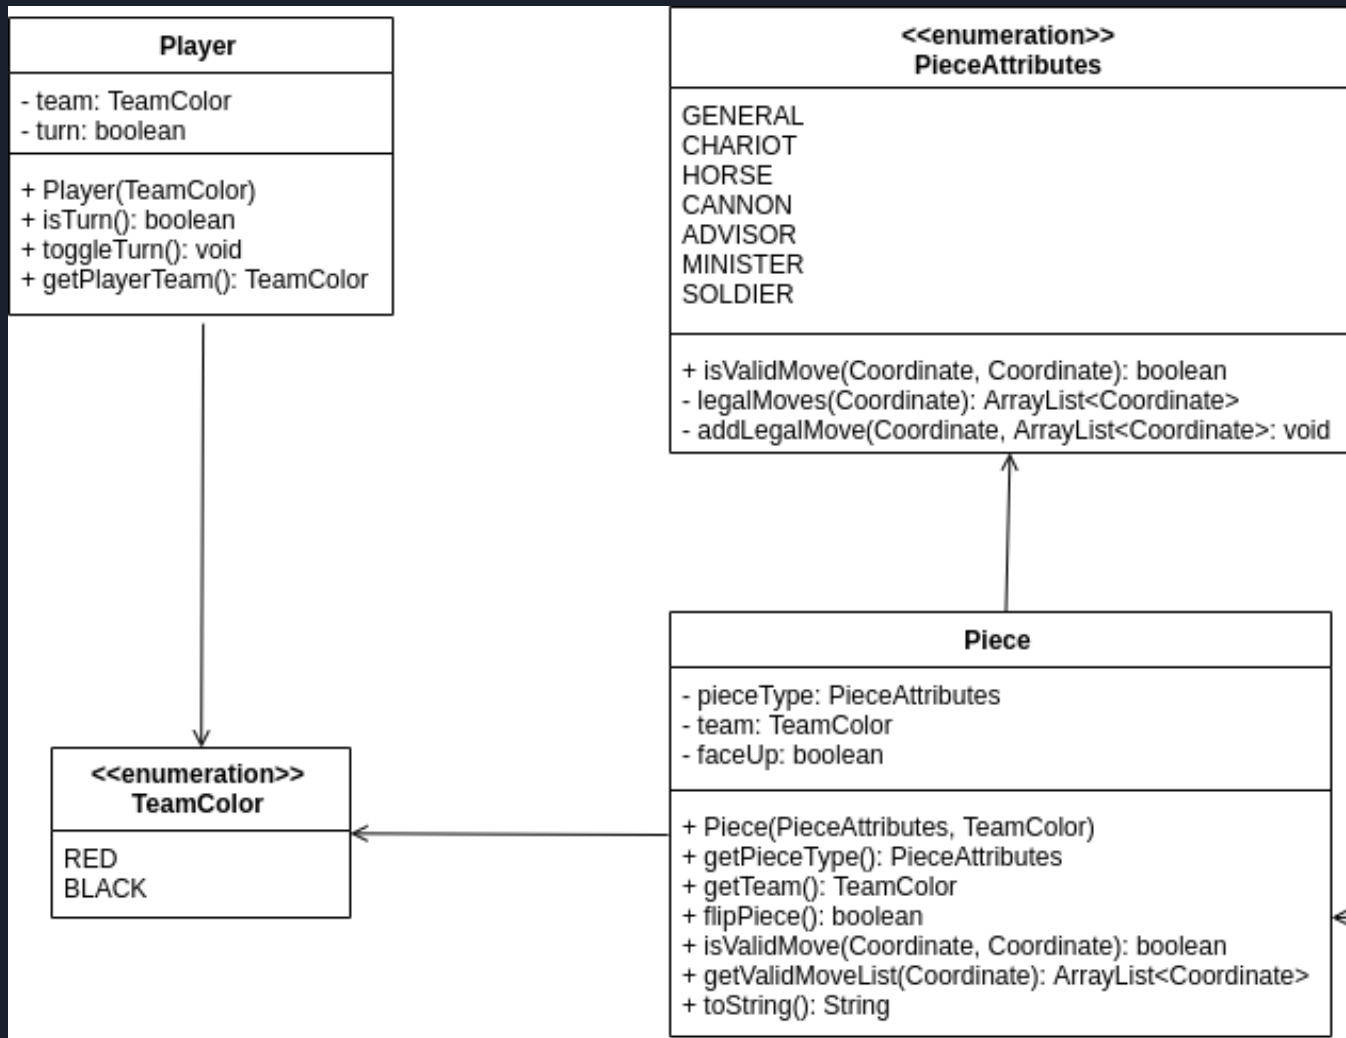 Player
- team: TeamColor
- turn: boolean
+ Player(TeamColor)
+ isTurn(): boolean
+ toggleTurn(): void
+ getPlayerTeam(): TeamColor
<<enumeration>>
PieceAttributes
GENERAL
CHARIOT
HORSE
CANNON
ADVISOR
MINISTER
SOLDIER
+ isValidMove(Coordinate, Coordinate): boolean
- legalMoves(Coordinate): ArrayList<Coordinate>
- addLegalMove(Coordinate, ArrayList<Coordinate>: void
<<enumeration>>
TeamColor
RED
BLACK
Piece
- pieceType: PieceAttributes
- team: TeamColor
- faceUp: boolean
+ Piece(PieceAttributes, TeamColor)
+ getPieceType(): PieceAttributes
+ getTeam(): TeamColor
+ flipPiece(): boolean
+ isValidMove(Coordinate, Coordinate): boolean
+ getValidMoveList(Coordinate): ArrayList<Coordinate>
+ toString(): String